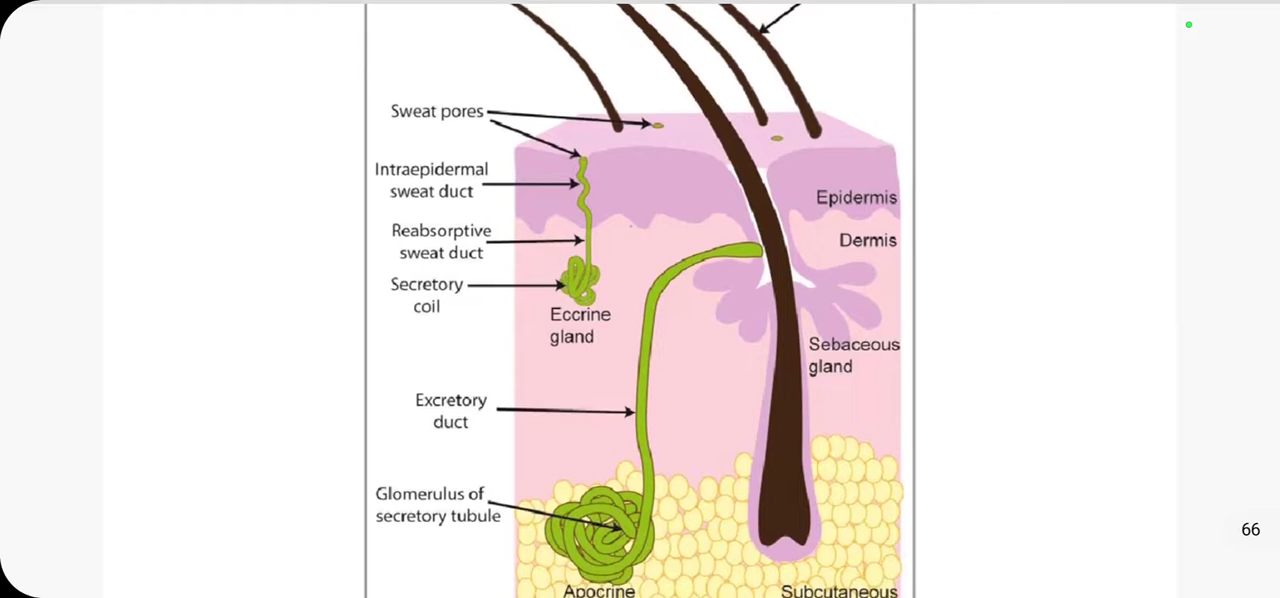 Sweat pores
Intraepidermal
sweat duct
Epidermis
Reabsorptive
sweat duct
Dermis
Secretory
coil
Eccrine
gland
Sebaceous
gland
Excretory
duct
Glomerulus of
secretory tubule
66
Apocrine
Subcutaneous